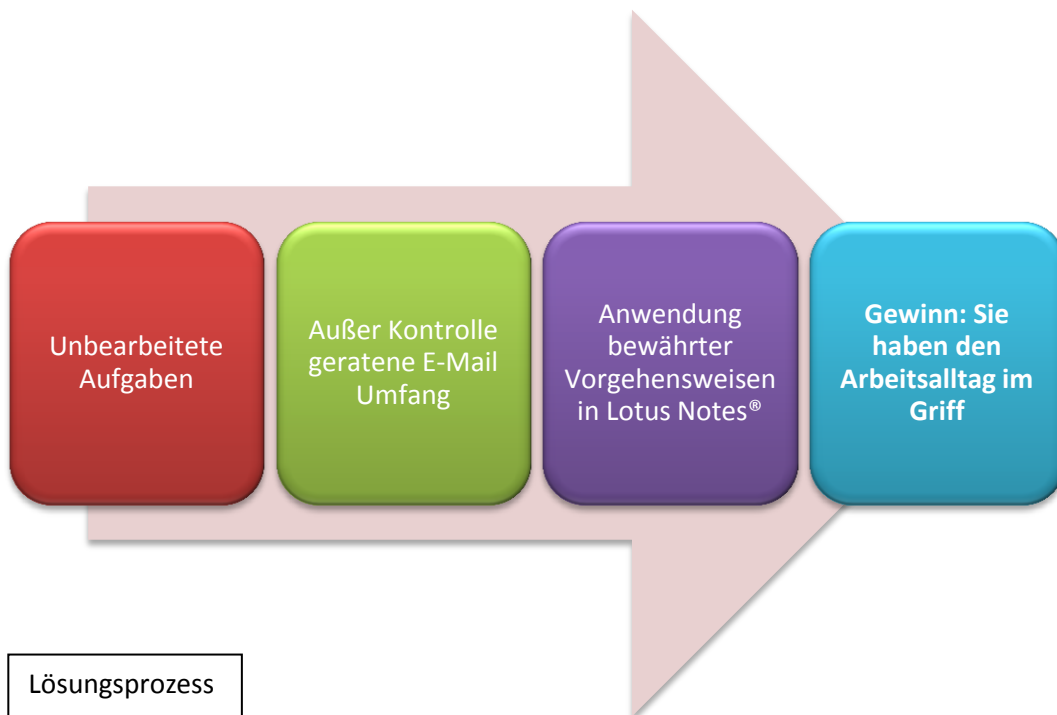 Unbearbeitete
Aufgaben
Außer Kontrolle
geratene E-Mail
Umfang
Anwendung
bewährter
Vorgehensweisen
in Lotus Notes®
Gewinn: Sie
haben den
Arbeitsalltag im
Griff
Lösungsprozess